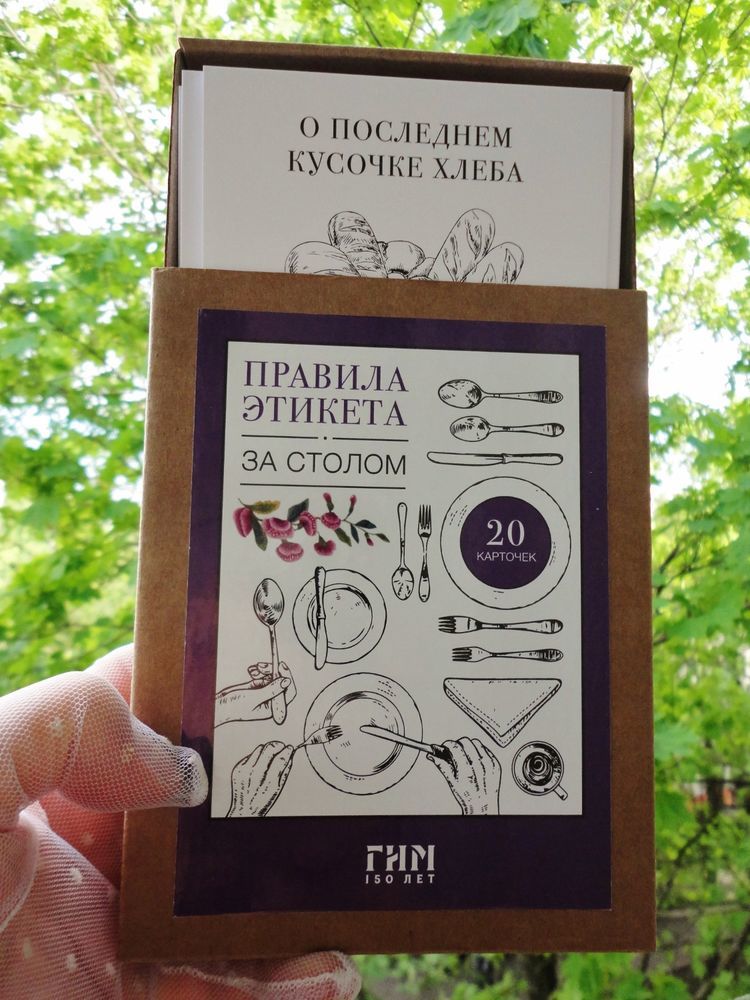 О ПОСЛЕДНЕМ
КУСОЧКЕ ХЛЕБА
ПРАВИЛА
ЭТИКЕТА
ЗА СТОЛОМ
20
КАРТОЧЕК
ГИМ
150 ЛЕТ